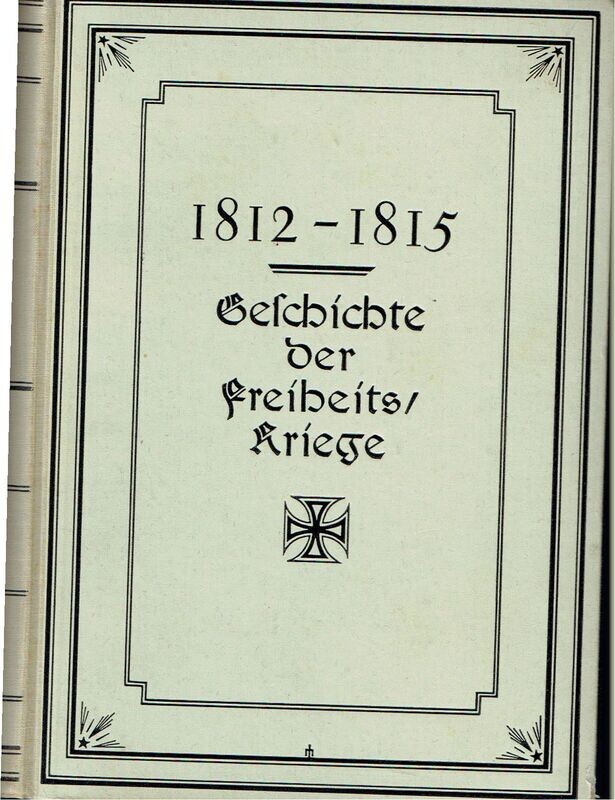 1812-1815
Geſchichte
der
Freiheits/
Kriege